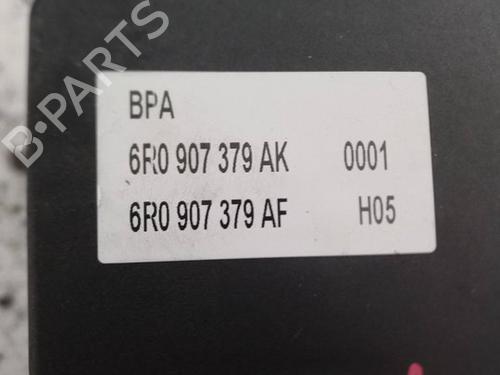 B-PARTS
BPA
6R0 907 379 AK 0001
6R0 907 379 AF H05